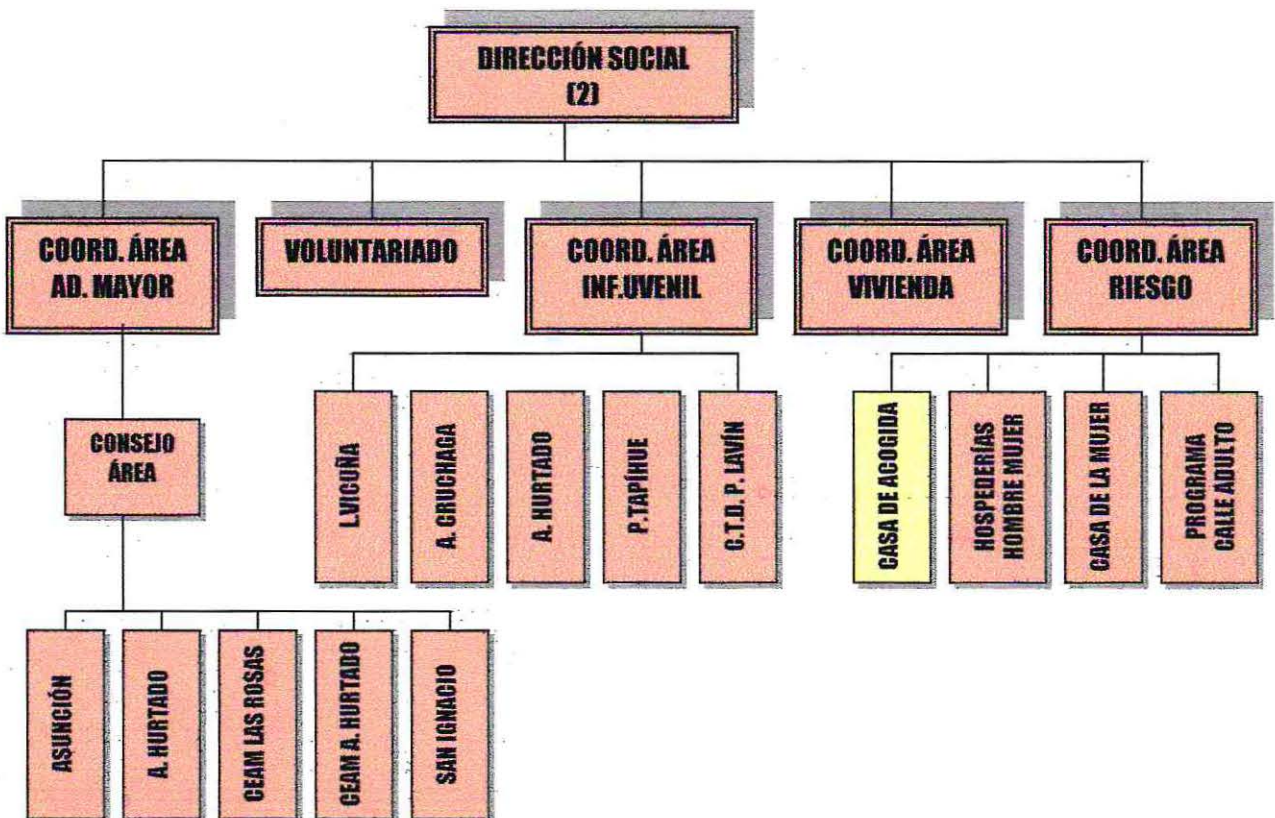 DIRECCIÓN SOCIAL
(2)
COORD. ÁREA
AD. MAYOR
VOLUNTARIADO
COORD. ÁREA
INF.UVENIL
COORD. ÁREA
VIVIENDA
COORD. ÁREA
RIESGO
CONSEJO
ÁREA
L.VICUÑA
A. CRUCHAGA
A. HURTADO
P.TAPÍHUE
C.T.D. P. LAVÍN
CASA DE ACOGIDA
HOSPEDERÍAS
HOMBRE MUJER
CASA DE LA MUJER
PROGRAMA
CALLE ADULTO
ASUNCIÓN
A. HURTADO
CEAM LAS ROSAS
CEAM A. HURTADO
SAN IGNACIO